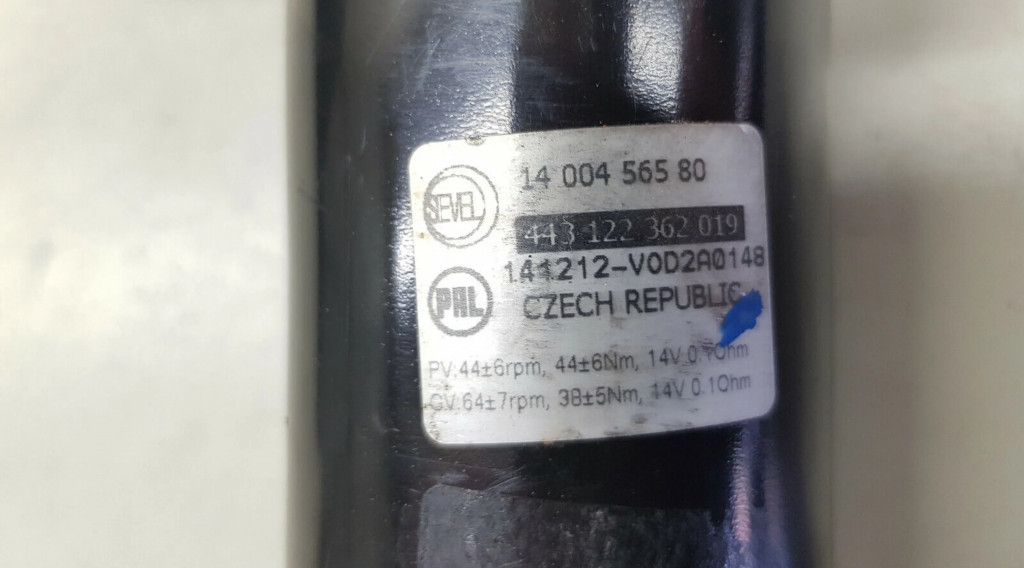 SEVEL
14 004 565 80
443 122 362 019
141212-VOD2A0148
PAL
CZECH REPUBLIC
PV:44±6rpm, 44±6Nm, 14V 0.1Ohm
GV:64±7rpm, 38±5Nm, 14V 0.1Ohm